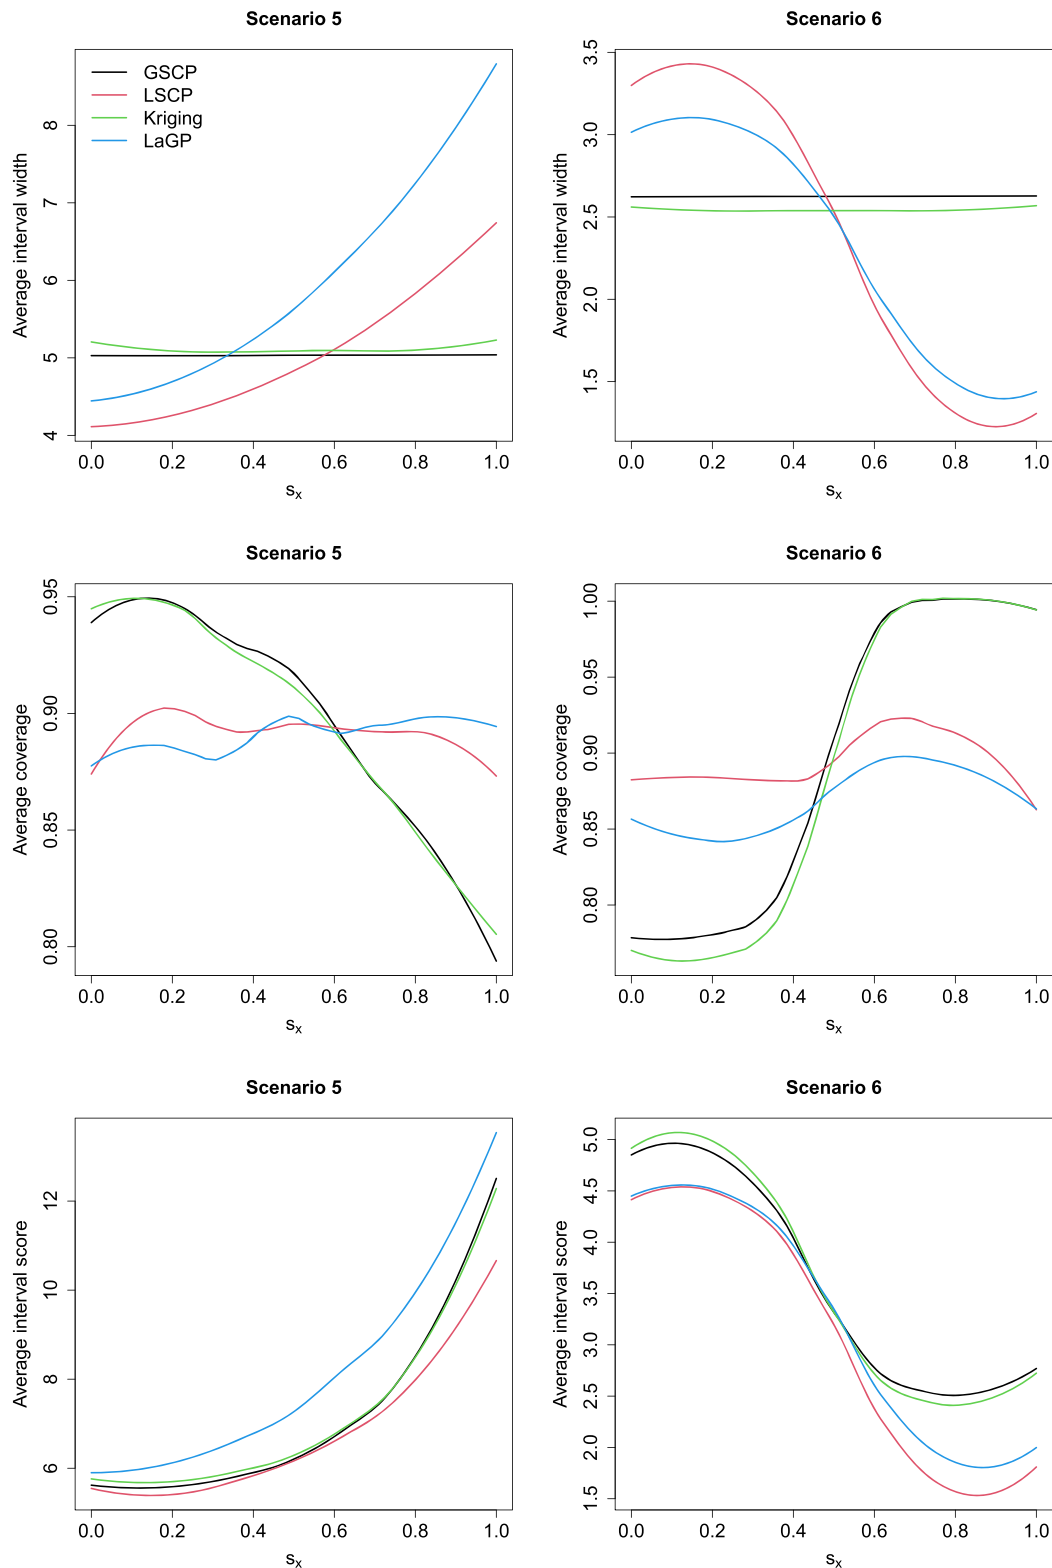 Scenario 5
Average interval width
8
7
6
5
4
GSCP
LSCP
Kriging
LaGP
0.0 0.2 0.4 0.6 0.8 1.0
sx
Scenario 6
Average interval width
3.5
3.0
2.5
2.0
1.5
0.0 0.2 0.4 0.6 0.8 1.0
sx
Scenario 5
Average coverage
0.95
0.90
0.85
0.80
0.0 0.2 0.4 0.6 0.8 1.0
sx
Scenario 6
Average coverage
1.00
0.95
0.90
0.85
0.80
0.0 0.2 0.4 0.6 0.8 1.0
sx
Scenario 5
Average interval score
12
10
8
6
0.0 0.2 0.4 0.6 0.8 1.0
sx
Scenario 6
Average interval score
5.0
4.5
4.0
3.5
3.0
2.5
2.0
1.5
0.0 0.2 0.4 0.6 0.8 1.0
sx